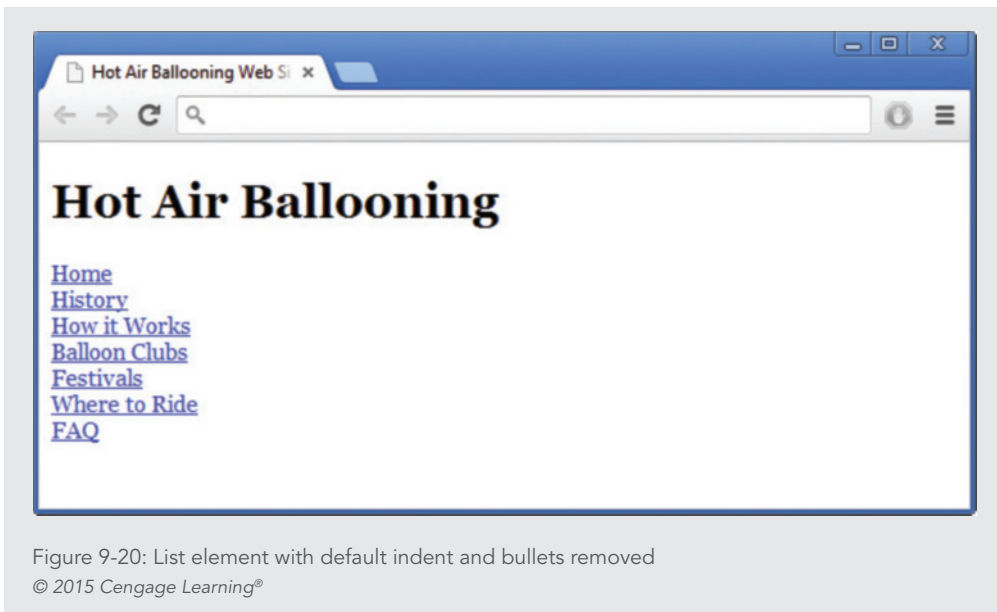 Hot Air Ballooning Web Si
Hot Air Ballooning
Home
History
How it Works
Balloon Clubs
Festivals
Where to Ride
FAQ
Figure 9-20: List element with default indent and bullets removed
© 2015 Cengage Learning®